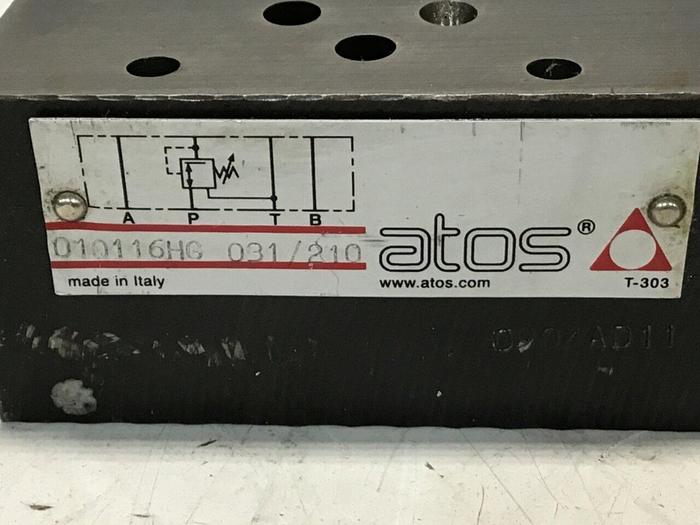 A P T B
010116HG 031/210
atos®
made in Italy
www.atos.com
T-303